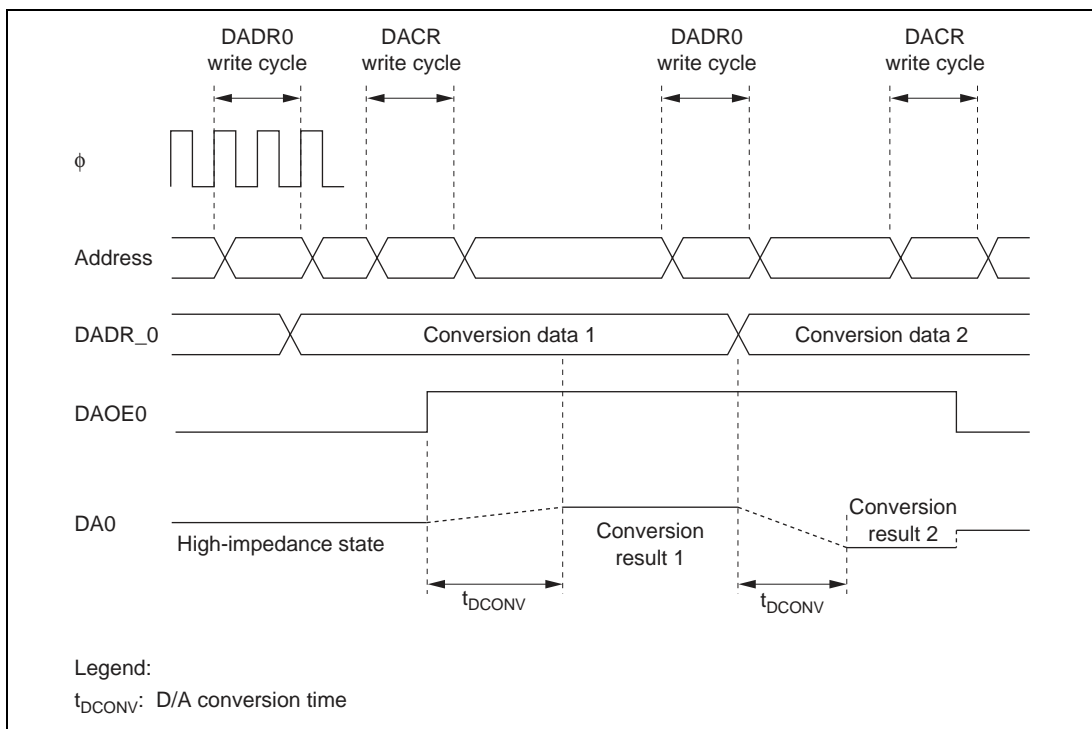 DADR0
write cycle
DACR
write cycle
DADR0
write cycle
DACR
write cycle
ϕ
Address
DADR_0
Conversion data 1
Conversion data 2
DAOE0
DA0
High-impedance state
Conversion
result 1
Conversion
result 2
tDCONV
tDCONV
Legend:
tDCONV: D/A conversion time